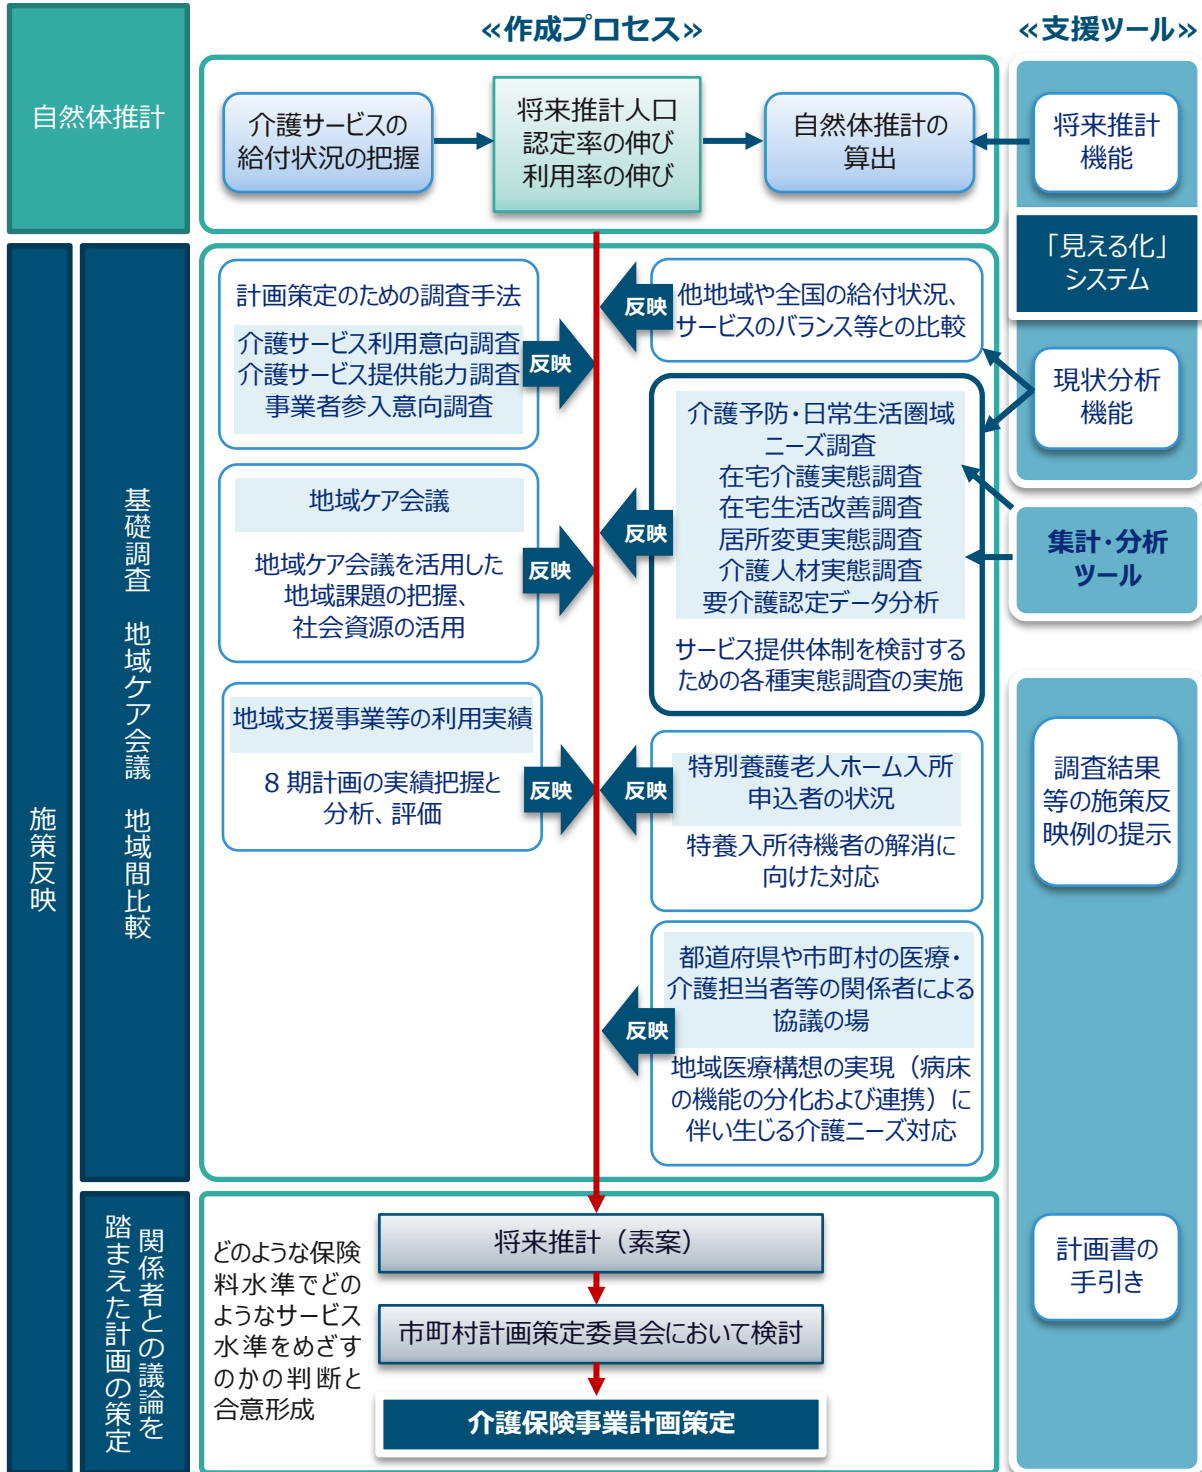 «作成プロセス»
«支援ツール»
自然体推計
介護サービスの
給付状況の把握
将来推計人口
認定率の伸び
利用率の伸び
自然体推計の
算出
将来推計
機能
「見える化」
システム
現状分析
機能
集計・分析
ツール
調査結果
等の施策反
映例の提示
計画書の
手引き
施策反映
基礎調査　地域ケア会議　地域間比較
計画策定のための調査手法
介護サービス利用意向調査
介護サービス提供能力調査
事業者参入意向調査
反映
反映
他地域や全国の給付状況、
サービスのバランス等との比較
地域ケア会議
地域ケア会議を活用した
地域課題の把握、
社会資源の活用
反映
反映
介護予防・日常生活圏域
ニーズ調査
在宅介護実態調査
在宅生活改善調査
居所変更実態調査
介護人材実態調査
要介護認定データ分析
サービス提供体制を検討する
ための各種実態調査の実施
地域支援事業等の利用実績
８期計画の実績把握と
分析、評価
反映
反映
特別養護老人ホーム入所
申込者の状況
特養入所待機者の解消に
向けた対応
反映
都道府県や市町村の医療・
介護担当者等の関係者による
協議の場
地域医療構想の実現（病床
の機能の分化および連携）に
伴い生じる介護ニーズ対応
関係者との議論を
踏まえた計画の策定
どのような保険
料水準でどの
ようなサービス
水準をめざす
のかの判断と
合意形成
将来推計（素案）
市町村計画策定委員会において検討
介護保険事業計画策定